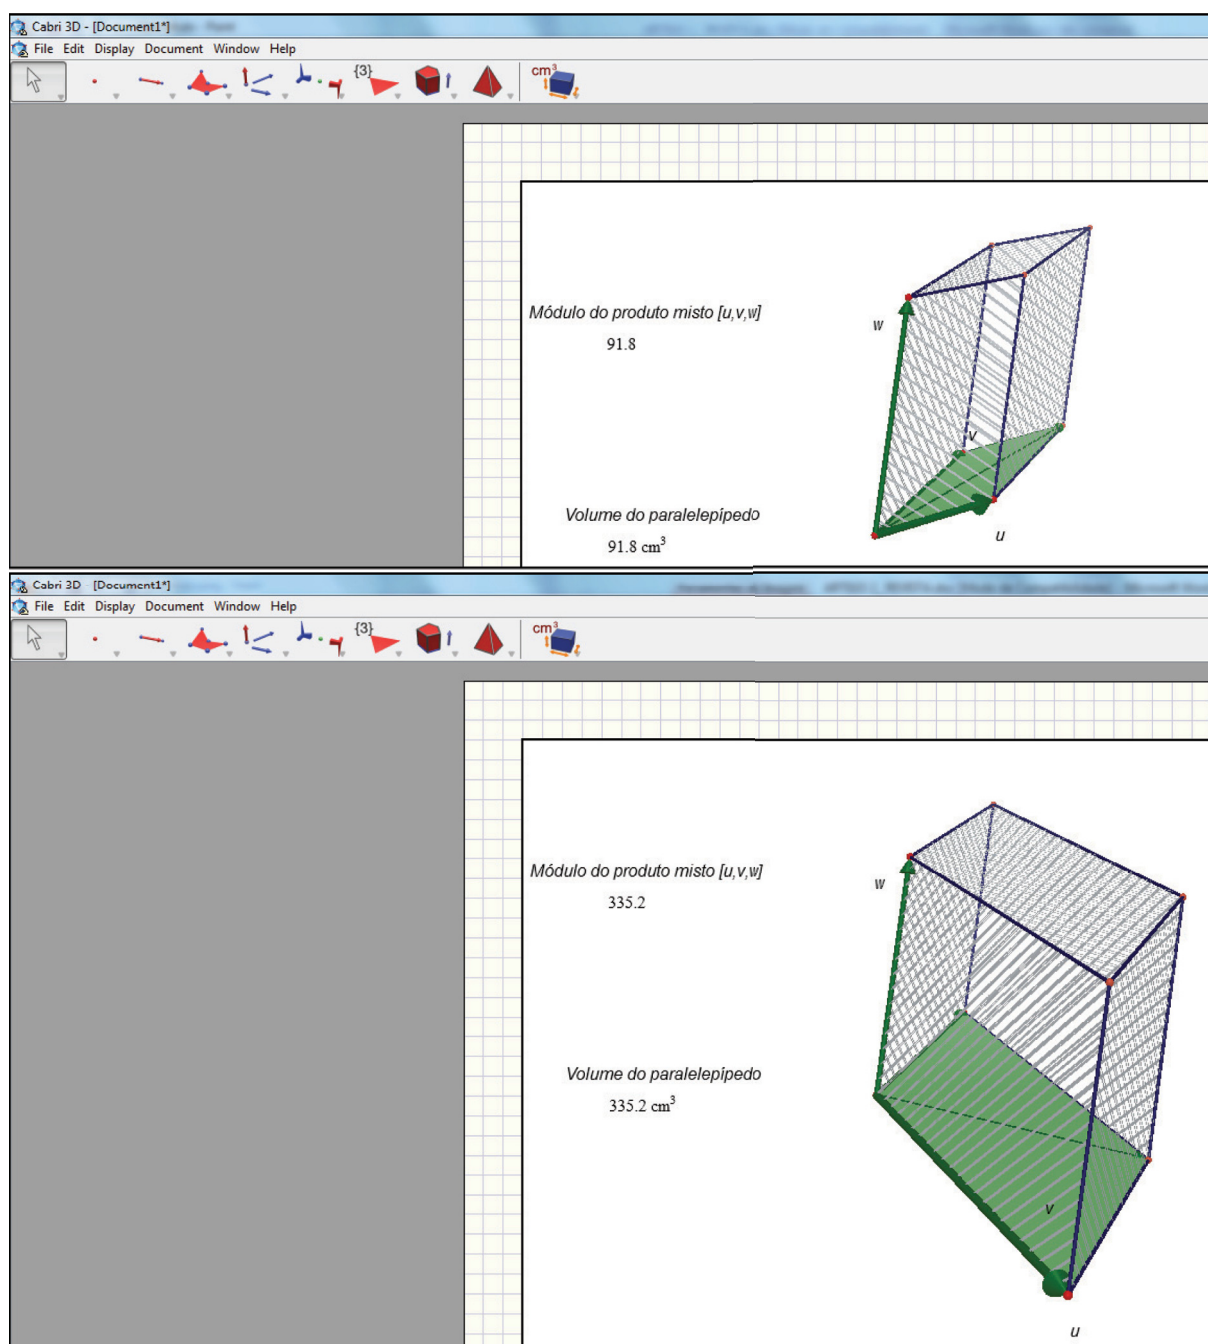 Cabri 3D - [Document1*]
File Edit Display Document Window Help
{3}
cm³
Módulo do produto misto [u,v,w]
91.8
w
v
Volume do paralelepípedo
91.8 cm³
u
Cabri 3D - [Document1*]
File Edit Display Document Window Help
{3}
cm³
Módulo do produto misto [u,v,w]
335.2
w
Volume do paralelepípedo
335.2 cm³
v
u